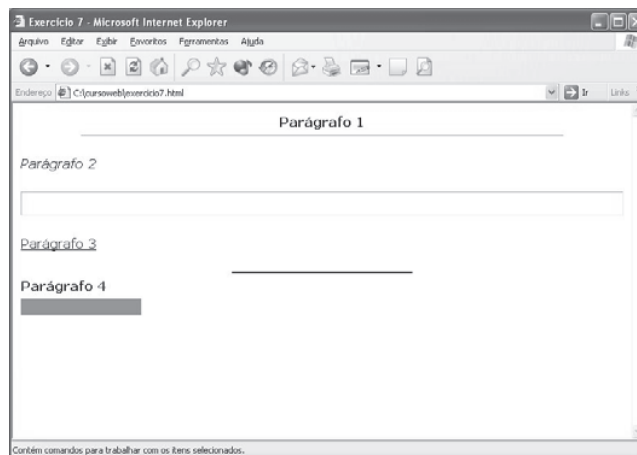 Exercício 7 - Microsoft Internet Explorer
Arquivo Editar Exibir Favoritos Ferramentas Ajuda
Endereço C:\cursoweb\exercicio7.html Ir Links
Parágrafo 1
Parágrafo 2
Parágrafo 3
Parágrafo 4
Contém comandos para trabalhar com os itens selecionados.